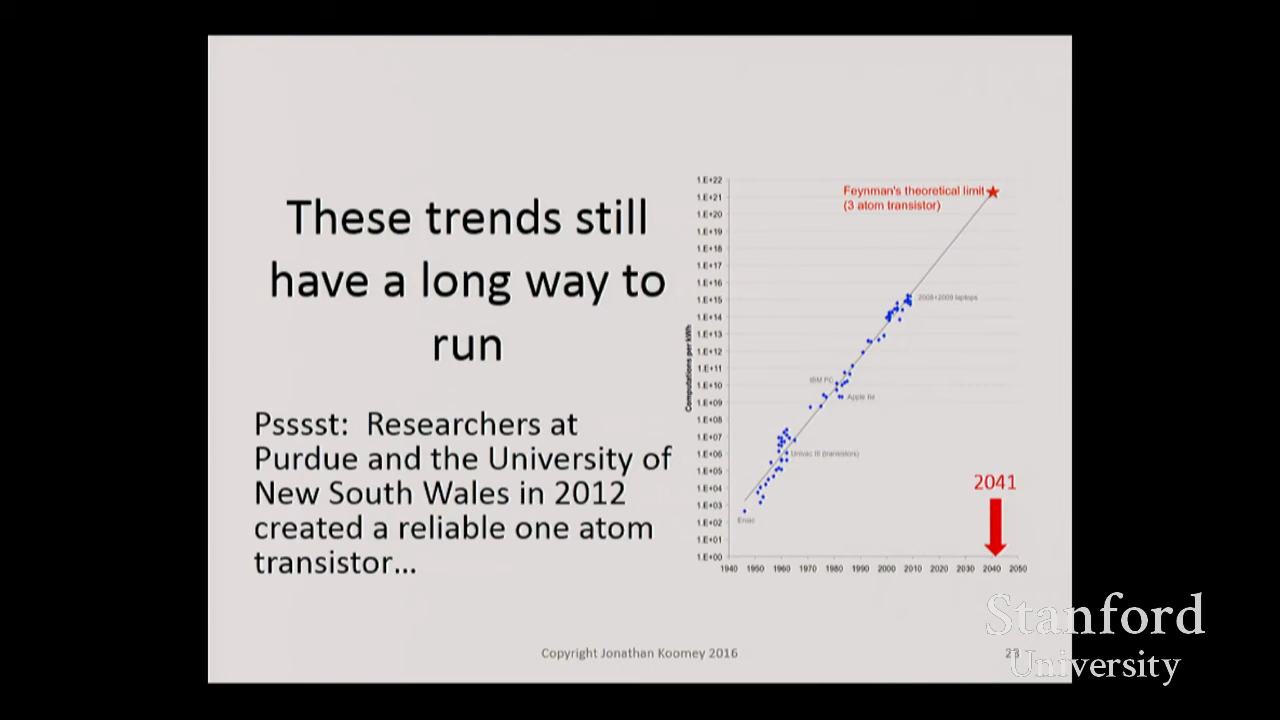 These trends still
have a long way to
run
Psssst: Researchers at
Purdue and the University of
New South Wales in 2012
created a reliable one atom
transistor...
Computations per kWh
1.E+22
1.E+21
1.E+20
1.E+19
1.E+18
1.E+17
1.E+16
1.E+15
1.E+14
1.E+13
1.E+12
1.E+11
1.E+10
1.E+09
1.E+08
1.E+07
1.E+06
1.E+05
1.E+04
1.E+03
1.E+02
1.E+01
1.E+00
Feynman's theoretical limit
(3 atom transistor)
2008+2009 laptops
IBM PC
Apple IIe
Univac III (transistors)
Eniac
2041
1940 1950 1960 1970 1980 1990 2000 2010 2020 2030 2040 2050
Copyright Jonathan Koomey 2016
23
Stanford
University